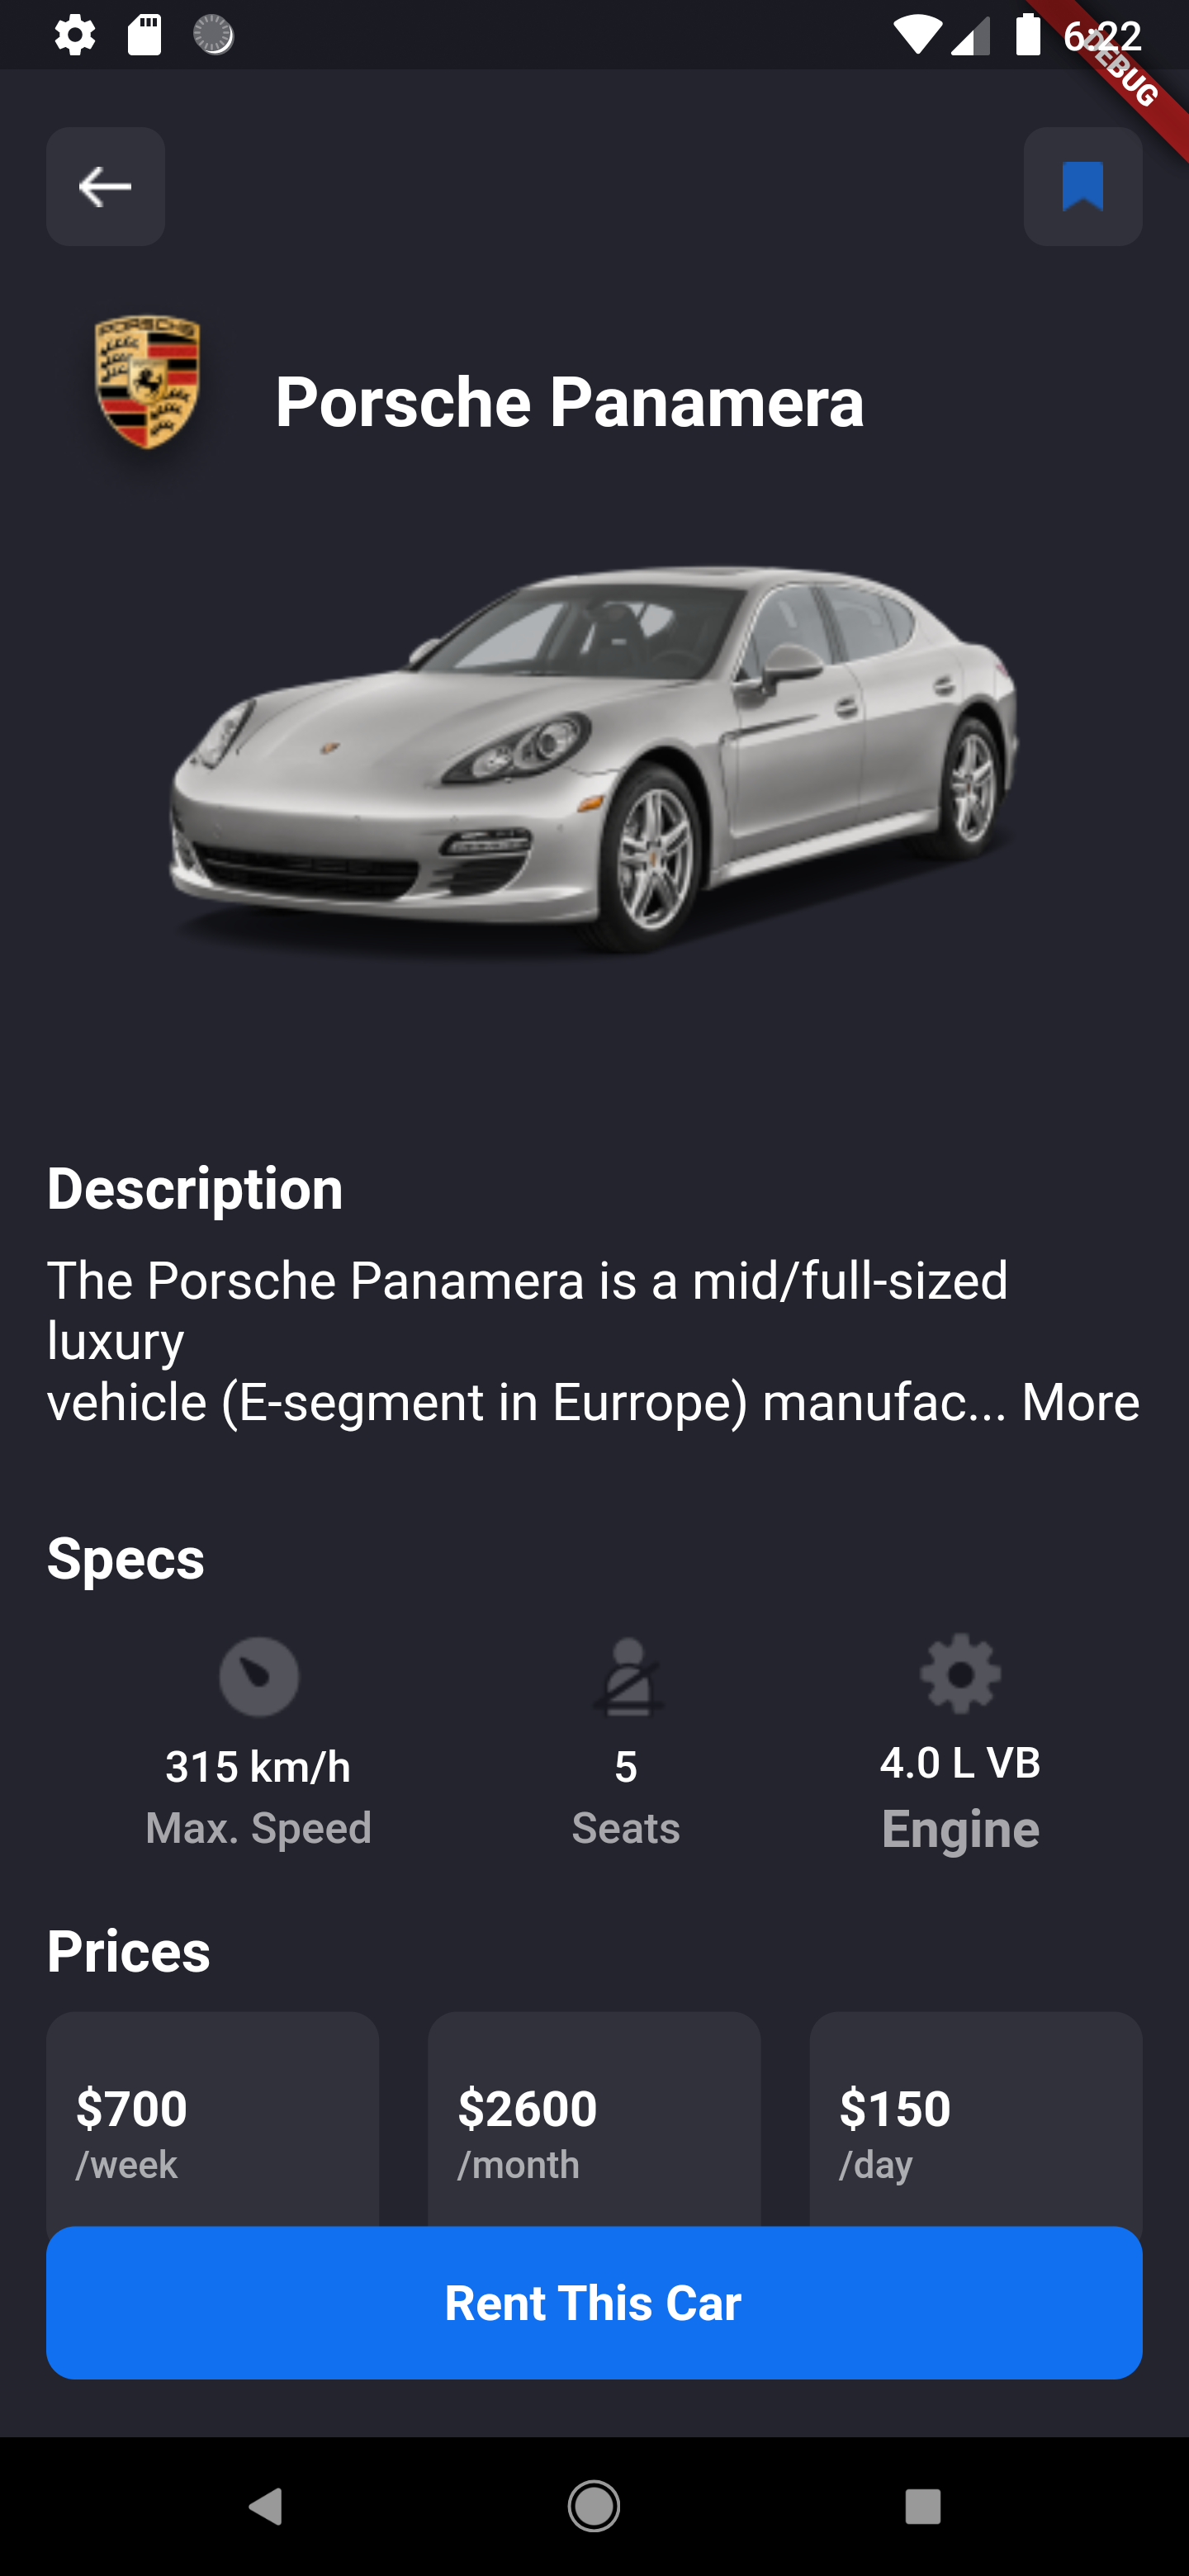 6:22
DEBUG
PORSCHE
Porsche Panamera
Description
The Porsche Panamera is a mid/full-sized
luxury
vehicle (E-segment in Eurrope) manufac... More
Specs
315 km/h
Max. Speed
5
Seats
4.0 L VB
Engine
Prices
$700
/week
$2600
/month
$150
/day
Rent This Car